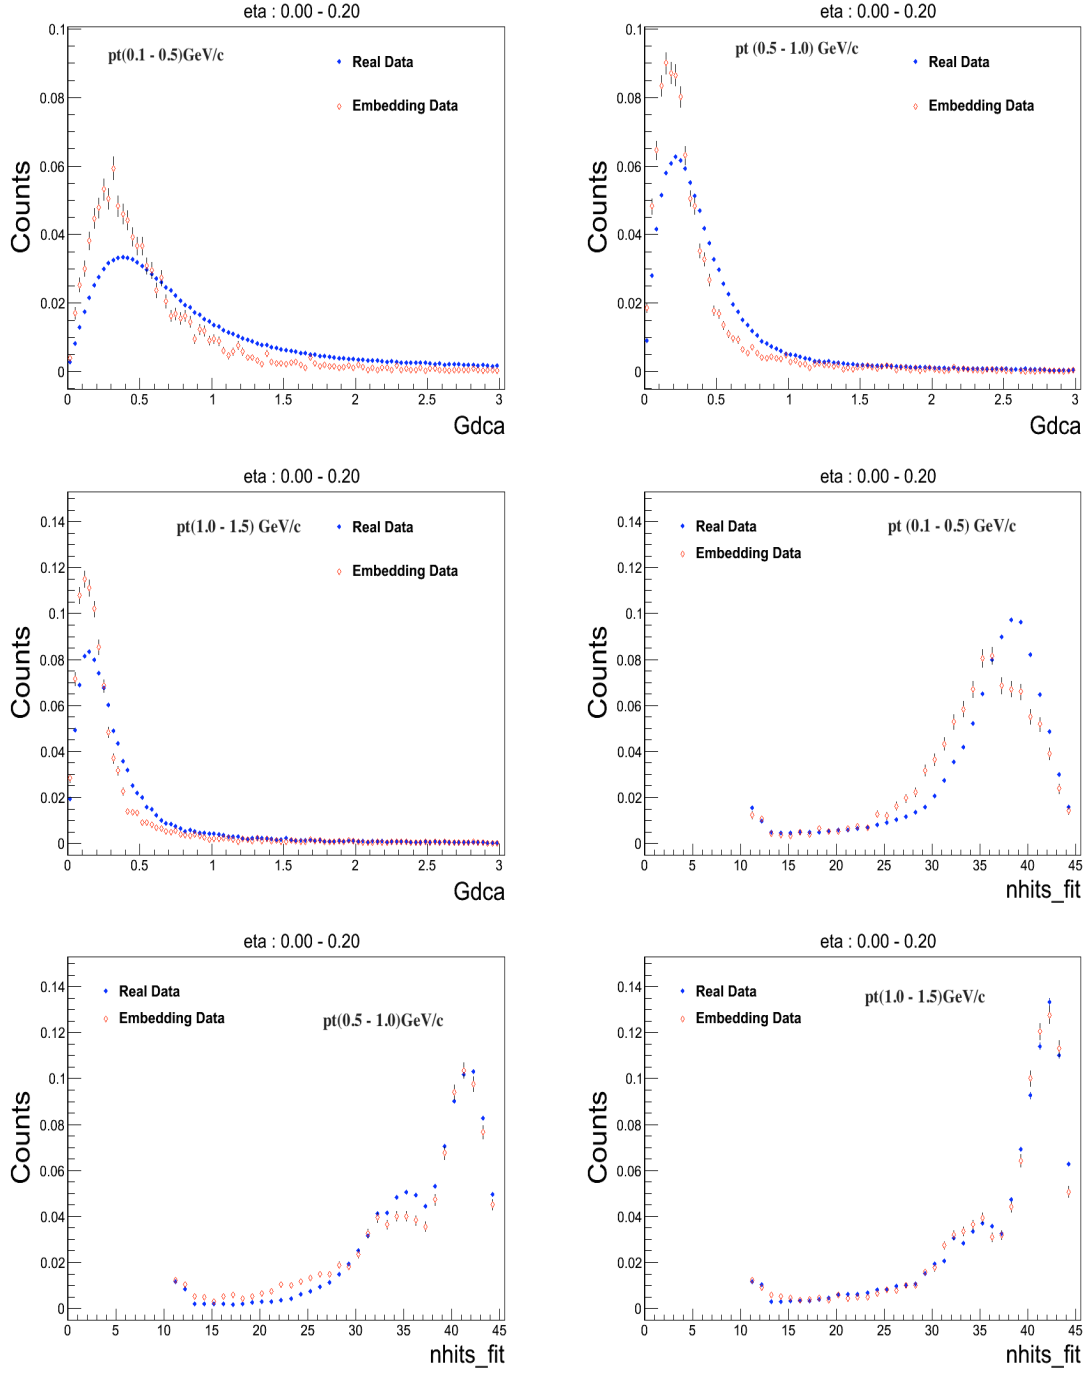 eta : 0.00 - 0.20
pt(0.1 - 0.5)GeV/c
Real Data
Embedding Data
Counts
0.1
0.08
0.06
0.04
0.02
0
0 0.5 1 1.5 2 2.5 3
Gdca
eta : 0.00 - 0.20
pt (0.5 - 1.0) GeV/c
Real Data
Embedding Data
Counts
0.1
0.08
0.06
0.04
0.02
0
0 0.5 1 1.5 2 2.5 3
Gdca
eta : 0.00 - 0.20
pt(1.0 - 1.5) GeV/c
Real Data
Embedding Data
Counts
0.14
0.12
0.1
0.08
0.06
0.04
0.02
0
0 0.5 1 1.5 2 2.5 3
Gdca
eta : 0.00 - 0.20
Real Data
Embedding Data
pt (0.1 - 0.5) GeV/c
Counts
0.14
0.12
0.1
0.08
0.06
0.04
0.02
0
0 5 10 15 20 25 30 35 40 45
nhits_fit
eta : 0.00 - 0.20
Real Data
Embedding Data
pt(0.5 - 1.0)GeV/c
Counts
0.14
0.12
0.1
0.08
0.06
0.04
0.02
0
0 5 10 15 20 25 30 35 40 45
nhits_fit
eta : 0.00 - 0.20
Real Data
Embedding Data
pt(1.0 - 1.5)GeV/c
Counts
0.14
0.12
0.1
0.08
0.06
0.04
0.02
0
0 5 10 15 20 25 30 35 40 45
nhits_fit